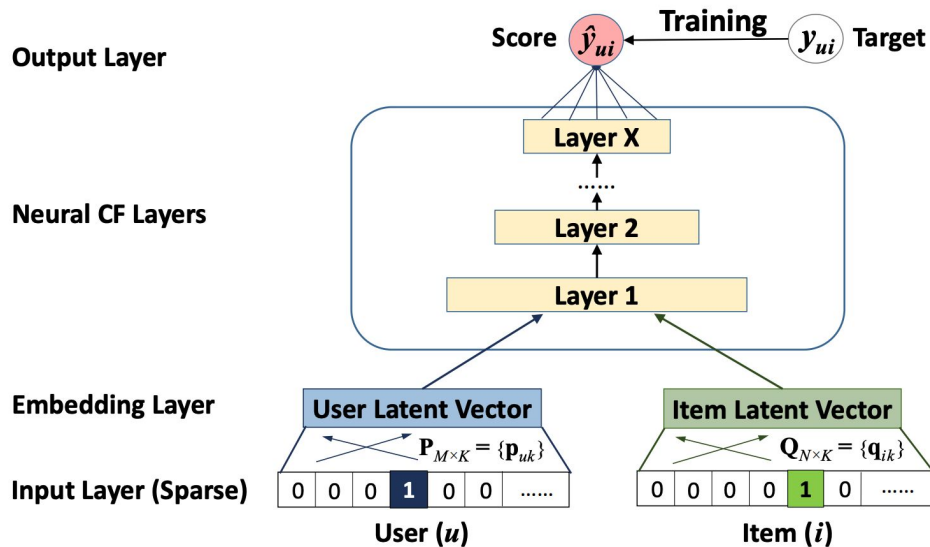 Output Layer
Score ŷui Training yui Target
Neural CF Layers
Layer X
......
Layer 2
Layer 1
Embedding Layer
User Latent Vector
Item Latent Vector
P M×K = {puk}
Q N×K = {qik}
Input Layer (Sparse)
0 0 0 1 0 0 ......
0 0 0 0 1 0 ......
User (u)
Item (i)